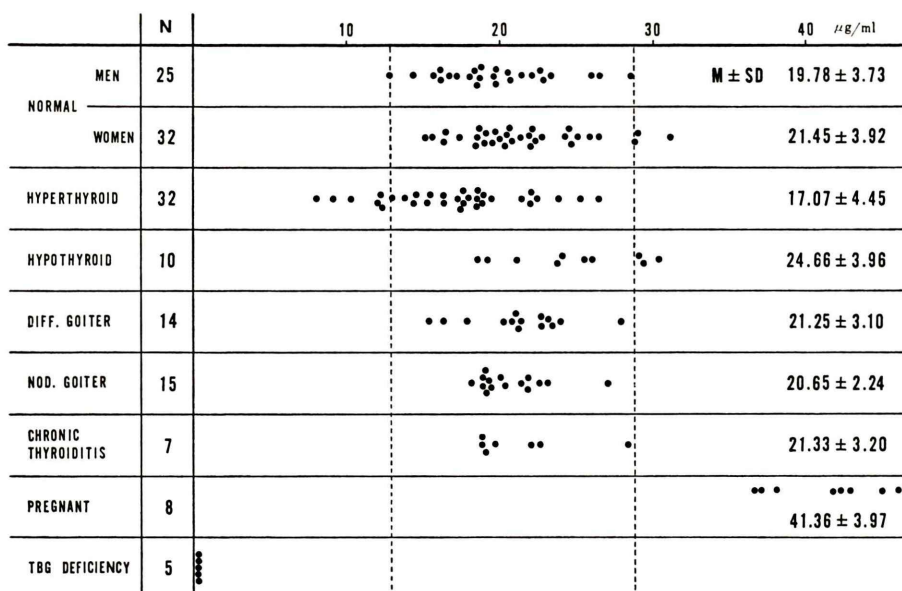 N 10 20 30 40 μg/ml
MEN 25 M ± SD 19.78 ± 3.73
NORMAL
WOMEN 32 21.45 ± 3.92
HYPERTHYROID 32 17.07 ± 4.45
HYPOTHYROID 10 24.66 ± 3.96
DIFF. GOITER 14 21.25 ± 3.10
NOD. GOITER 15 20.65 ± 2.24
CHRONIC
THYROIDITIS 7 21.33 ± 3.20
PREGNANT 8
41.36 ± 3.97
TBG DEFICIENCY 5